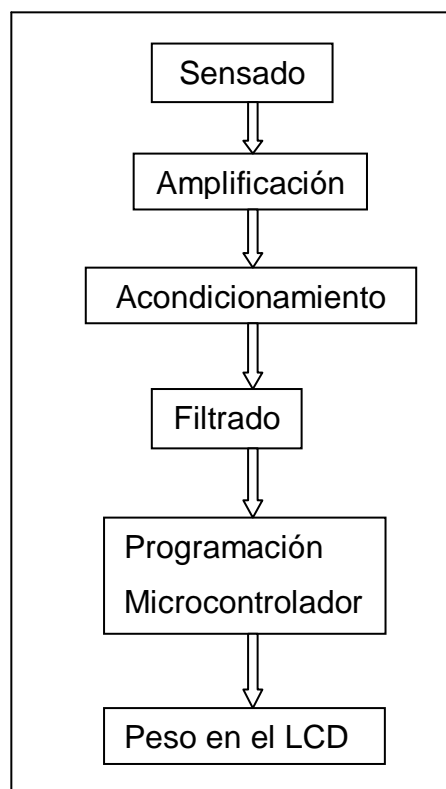 Sensado
Amplificación
Acondicionamiento
Filtrado
Programación
Microcontrolador
Peso en el LCD